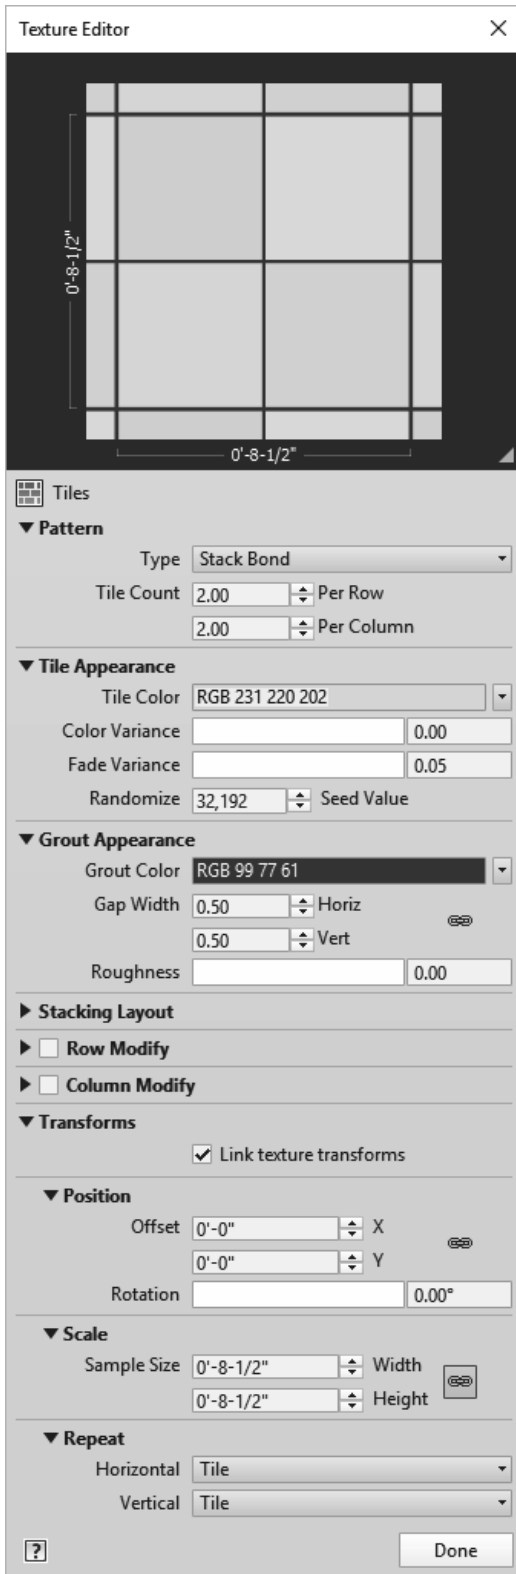 Texture Editor
0'-8-1/2"
0'-8-1/2"
Tiles
Pattern
Type Stack Bond
Tile Count 2.00 Per Row
2.00 Per Column
Tile Appearance
Tile Color RGB 231 220 202
Color Variance 0.00
Fade Variance 0.05
Randomize 32,192 Seed Value
Grout Appearance
Grout Color RGB 99 77 61
Gap Width 0.50 Horiz
0.50 Vert
Roughness 0.00
Stacking Layout
Row Modify
Column Modify
Transforms
Link texture transforms
Position
Offset 0'-0" X
0'-0" Y
Rotation 0.00°
Scale
Sample Size 0'-8-1/2" Width
0'-8-1/2" Height
Repeat
Horizontal Tile
Vertical Tile
? Done